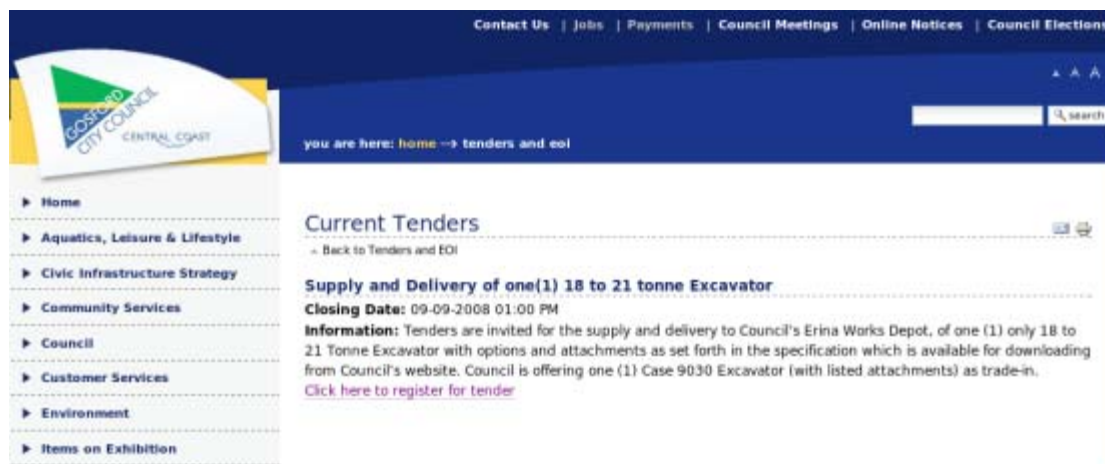 Contact Us | Jobs | Payments | Council Meetings | Online Notices | Council Elections
A A A
search
GOSFORD
CITY COUNCIL
CENTRAL COAST
you are here: home --> tenders and eoi
Home
Aquatics, Leisure & Lifestyle
Civic Infrastructure Strategy
Community Services
Council
Customer Services
Environment
Items on Exhibition
Current Tenders
Back to Tenders and EOI
Supply and Delivery of one(1) 18 to 21 tonne Excavator
Closing Date: 09-09-2008 01:00 PM
Information: Tenders are invited for the supply and delivery to Council's Erina Works Depot, of one (1) only 18 to
21 Tonne Excavator with options and attachments as set forth in the specification which is available for downloading
from Council's website. Council is offering one (1) Case 9030 Excavator (with listed attachments) as trade-in.
Click here to register for tender